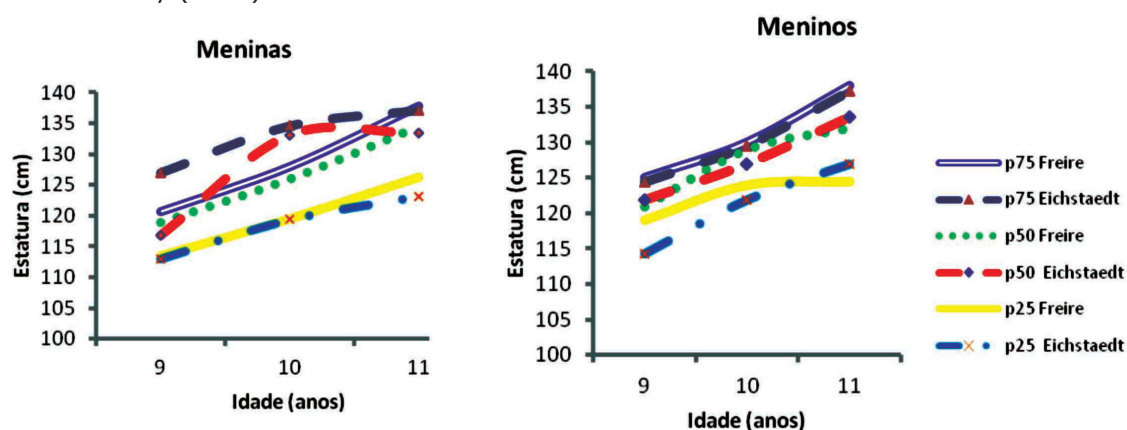 Meninas
140
135
130
125
120
115
110
105
100
Estatura (cm)
9 10 11
Idade (anos)
Meninos
140
135
130
125
120
115
110
105
100
Estatura (cm)
9 10 11
Idade (anos)
p75 Freire
p75 Eichstaedt
p50 Freire
p50 Eichstaedt
p25 Freire
p25 Eichstaedt